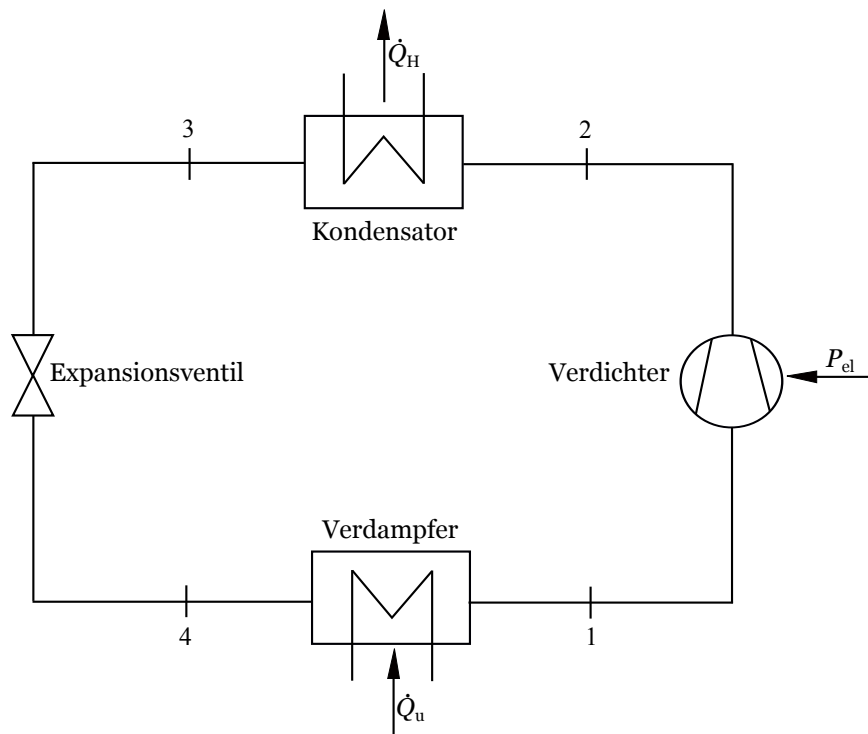 Q̇H
3
2
Kondensator
Expansionsventil
Verdichter
Pel
Verdampfer
4
1
Q̇u